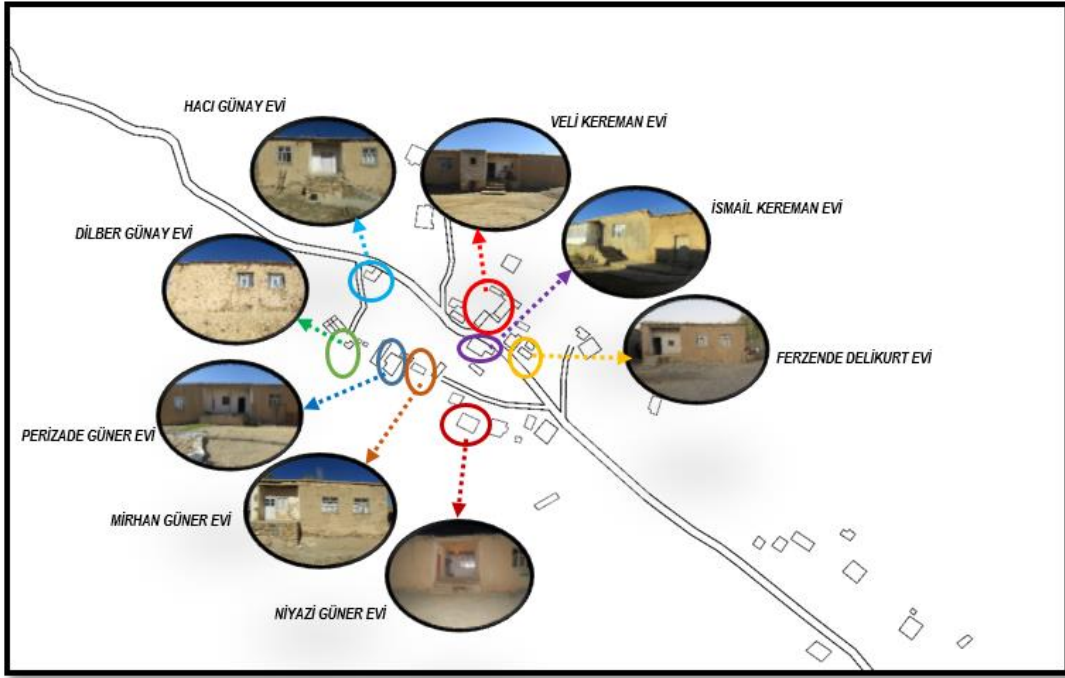 HACI GÜNAY EVİ
VELİ KEREMAN EVİ
İSMAİL KEREMAN EVİ
DİLBER GÜNAY EVİ
FERZENDE DELİKURT EVİ
PERİZADE GÜNER EVİ
MİRHAN GÜNER EVİ
NİYAZİ GÜNER EVİ